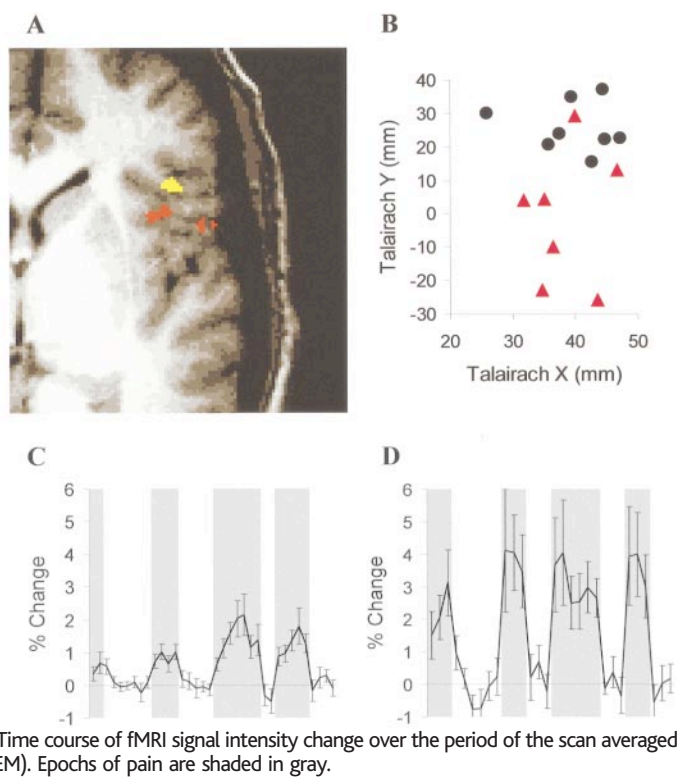 A
B
40
30
20
10
0
-10
-20
-30
Talairach Y (mm)
20 30 40 50
Talairach X (mm)
C
D
6
5
4
3
2
1
0
-1
% Change
6
5
4
3
2
1
0
-1
% Change
Time course of fMRI signal intensity change over the period of the scan averaged
EM). Epochs of pain are shaded in gray.